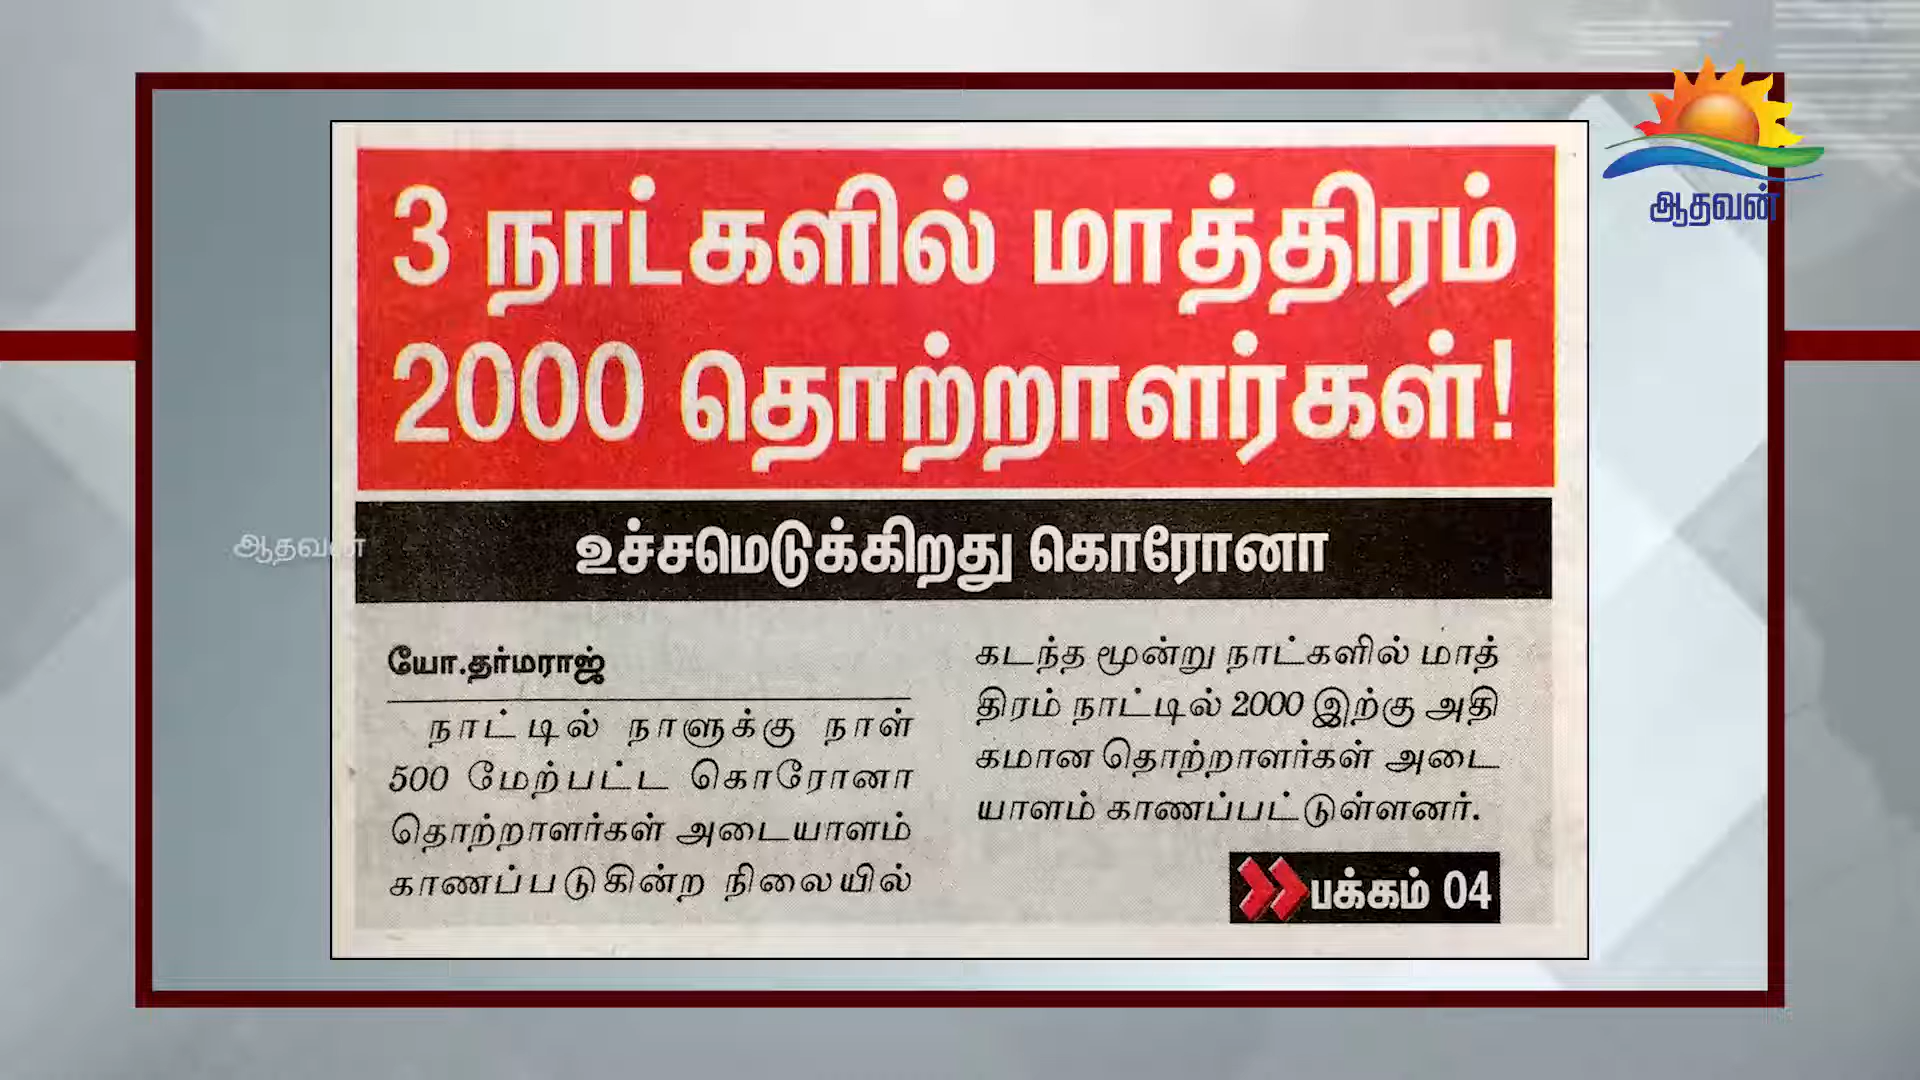 ஆதவன்
3 நாட்களில் மாத்திரம்
2000 தொற்றாளர்கள்!
உச்சமெடுக்கிறது கொரோனா
ஆதவன்
யோ.தர்மராஜ்
நாட்டில் நாளுக்கு நாள்
500 மேற்பட்ட கொரோனா
தொற்றாளர்கள் அடையாளம்
காணப்படுகின்ற நிலையில்
கடந்த மூன்று நாட்களில் மாத்
திரம் நாட்டில் 2000 இற்கு அதி
கமான தொற்றாளர்கள் அடை
யாளம் காணப்பட்டுள்ளனர்.
பக்கம் 04